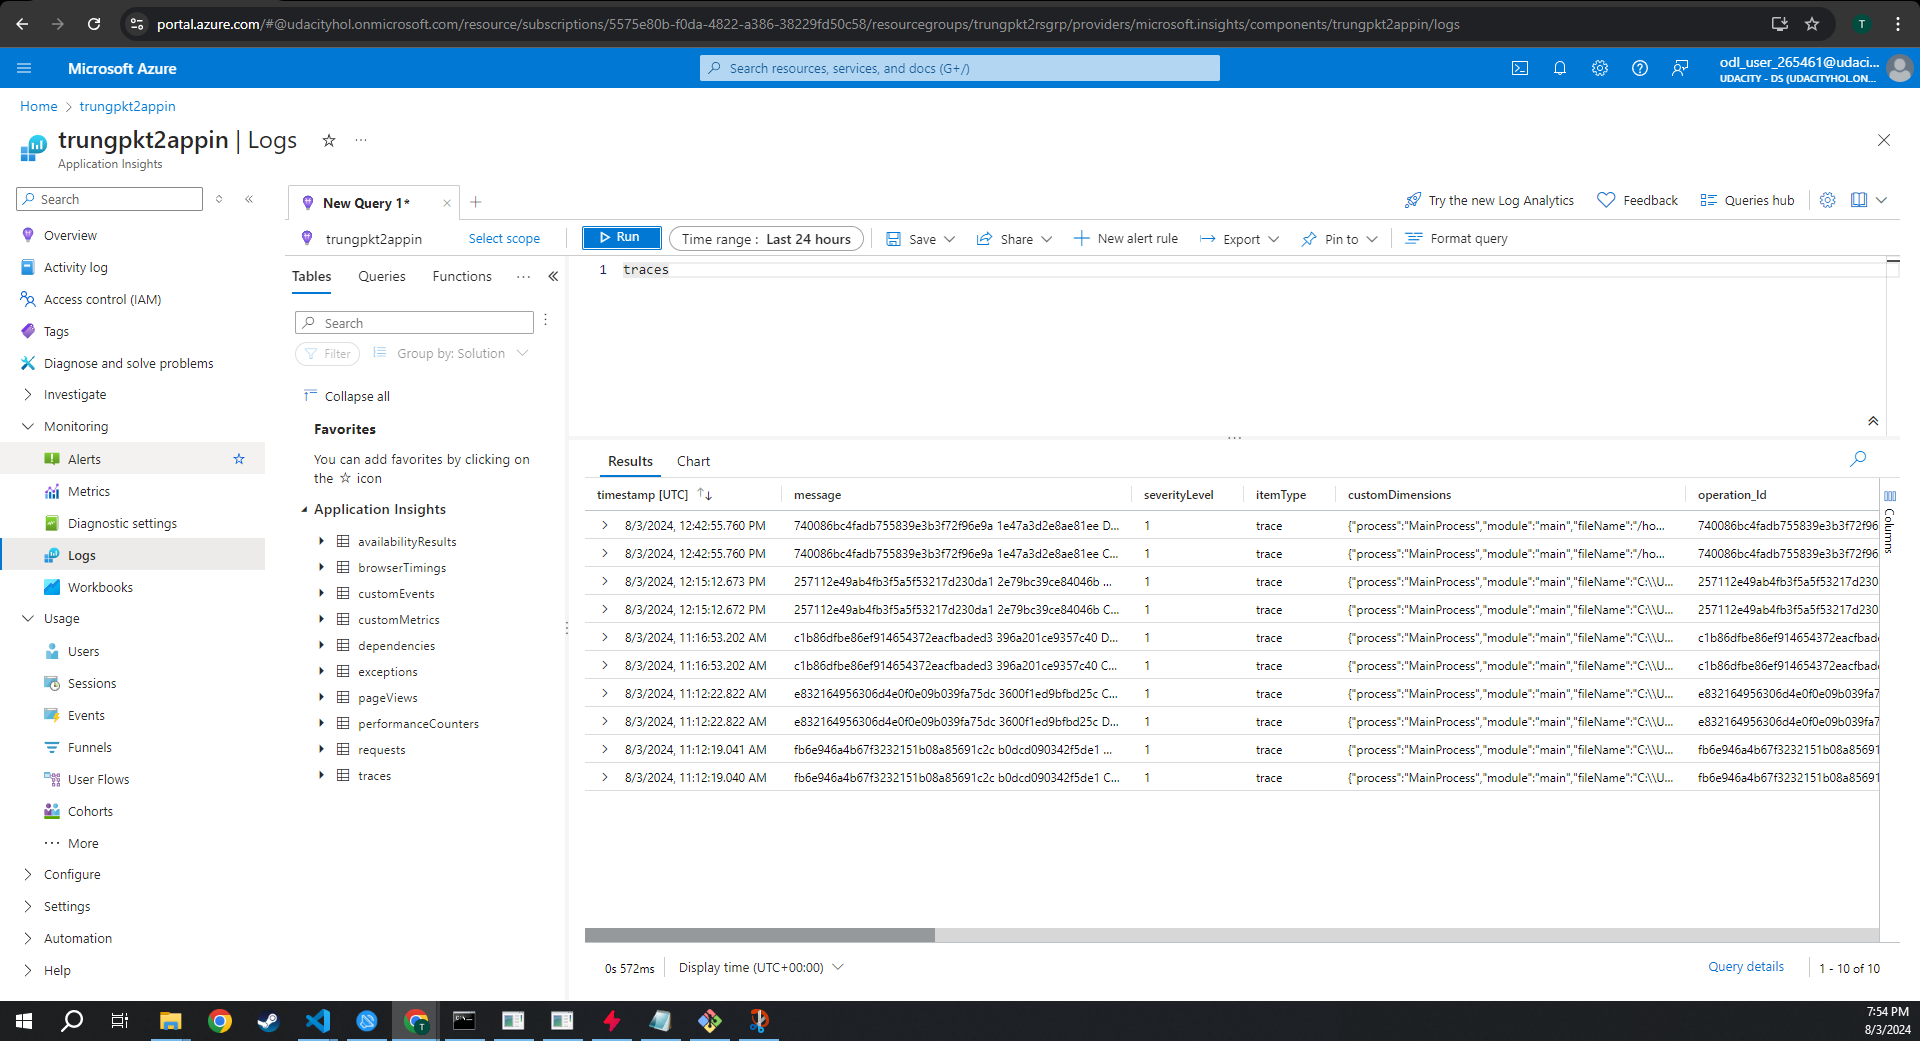 portal.azure.com/#@udacityhol.onmicrosoft.com/resource/subscriptions/5575e80b-f0da-4822-a386-38229fd50c58/resourcegroups/trungpkt2rsgrp/providers/microsoft.insights/components/trungpkt2appin/logs
T
Microsoft Azure
Search resources, services, and docs (G+/)
odl_user_265461@udaci...
UDACITY - DS (UDACITYHOL.ON...
Home > trungpkt2appin
trungpkt2appin | Logs
Application Insights
Search
Overview
Activity log
Access control (IAM)
Tags
Diagnose and solve problems
Investigate
Monitoring
Alerts
Metrics
Diagnostic settings
Logs
Workbooks
Usage
Users
Sessions
Events
Funnels
User Flows
Cohorts
More
Configure
Settings
Automation
Help
New Query 1*
Try the new Log Analytics
Feedback
Queries hub
trungpkt2appin
Select scope
Run
Time range : Last 24 hours
Save
Share
New alert rule
Export
Pin to
Format query
Tables
Queries
Functions
Search
Filter
Group by: Solution
Collapse all
Favorites
You can add favorites by clicking on
the ☆ icon
Application Insights
availabilityResults
browserTimings
customEvents
customMetrics
dependencies
exceptions
pageViews
performanceCounters
requests
traces
1 traces
Results
Chart
timestamp [UTC] message severityLevel itemType customDimensions operation_Id
8/3/2024, 12:42:55.760 PM 740086bc4fadb755839e3b3f72f96e9a 1e47a3d2e8ae81ee D... 1 trace {"process":"MainProcess","module":"main","fileName":"/ho... 740086bc4fadb755839e3b3f72f96
8/3/2024, 12:42:55.760 PM 740086bc4fadb755839e3b3f72f96e9a 1e47a3d2e8ae81ee C... 1 trace {"process":"MainProcess","module":"main","fileName":"/ho... 740086bc4fadb755839e3b3f72f96
8/3/2024, 12:15:12.673 PM 257112e49ab4fb3f5a5f53217d230da1 2e79bc39ce84046b ... 1 trace {"process":"MainProcess","module":"main","fileName":"C:\\U... 257112e49ab4fb3f5a5f53217d230
8/3/2024, 12:15:12.672 PM 257112e49ab4fb3f5a5f53217d230da1 2e79bc39ce84046b C... 1 trace {"process":"MainProcess","module":"main","fileName":"C:\\U... 257112e49ab4fb3f5a5f53217d230
8/3/2024, 11:16:53.202 AM c1b86dfbe86ef914654372eacfbaded3 396a201ce9357c40 D... 1 trace {"process":"MainProcess","module":"main","fileName":"C:\\U... c1b86dfbe86ef914654372eacfbad
8/3/2024, 11:16:53.202 AM c1b86dfbe86ef914654372eacfbaded3 396a201ce9357c40 C... 1 trace {"process":"MainProcess","module":"main","fileName":"C:\\U... c1b86dfbe86ef914654372eacfbad
8/3/2024, 11:12:22.822 AM e832164956306d4e0f0e09b039fa75dc 3600f1ed9bfbd25c C... 1 trace {"process":"MainProcess","module":"main","fileName":"C:\\U... e832164956306d4e0f0e09b039fa7
8/3/2024, 11:12:22.822 AM e832164956306d4e0f0e09b039fa75dc 3600f1ed9bfbd25c D... 1 trace {"process":"MainProcess","module":"main","fileName":"C:\\U... e832164956306d4e0f0e09b039fa7
8/3/2024, 11:12:19.041 AM fb6e946a4b67f3232151b08a85691c2c b0dcd090342f5de1 ... 1 trace {"process":"MainProcess","module":"main","fileName":"C:\\U... fb6e946a4b67f3232151b08a85691
8/3/2024, 11:12:19.040 AM fb6e946a4b67f3232151b08a85691c2c b0dcd090342f5de1 C... 1 trace {"process":"MainProcess","module":"main","fileName":"C:\\U... fb6e946a4b67f3232151b08a85691
Columns
0s 572ms
Display time (UTC+00:00)
Query details
1 - 10 of 10
7:54 PM
8/3/2024